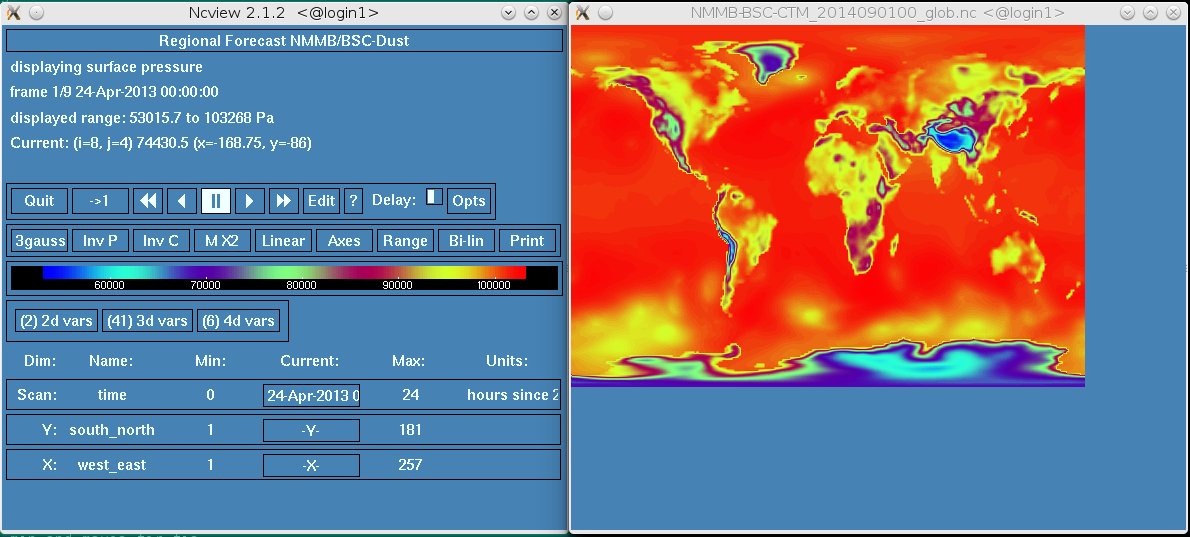 Ncview 2.1.2 <@login1>
Regional Forecast NMMB/BSC-Dust
displaying surface pressure
frame 1/9 24-Apr-2013 00:00:00
displayed range: 53015.7 to 103268 Pa
Current: (i=8, j=4) 74430.5 (x=-168.75, y=-86)
Quit ->1 Edit ? Delay: Opts
3gauss Inv P Inv C M X2 Linear Axes Range Bi-lin Print
60000 70000 80000 90000 100000
(2) 2d vars (41) 3d vars (6) 4d vars
Dim: Name: Min: Current: Max: Units:
Scan: time 0 24-Apr-2013 0 24 hours since 2
Y: south_north 1 -Y- 181
X: west_east 1 -X- 257
NMMB-BSC-CTM_2014090100_glob.nc <@login1>